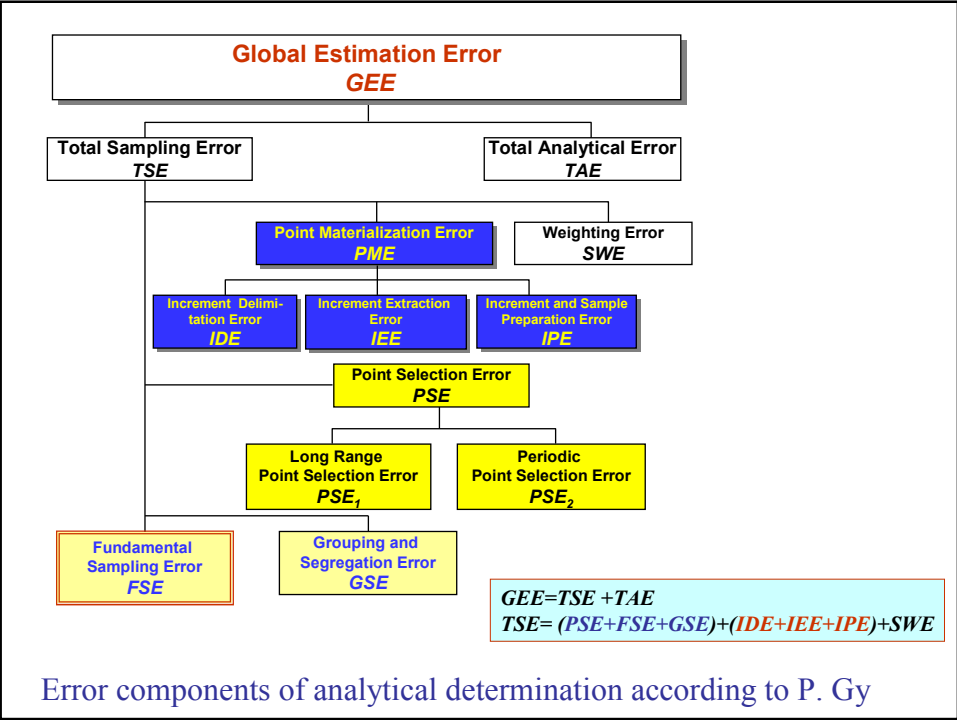 Global Estimation Error
GEE
Total Sampling Error
TSE
Total Analytical Error
TAE
Point Materialization Error
PME
Weighting Error
SWE
Increment Delimi-
tation Error
IDE
Increment Extraction
Error
IEE
Increment and Sample
Preparation Error
IPE
Point Selection Error
PSE
Long Range
Point Selection Error
PSE₁
Periodic
Point Selection Error
PSE₂
Fundamental
Sampling Error
FSE
Grouping and
Segregation Error
GSE
GEE=TSE +TAE
TSE= (PSE+FSE+GSE)+(IDE+IEE+IPE)+SWE
Error components of analytical determination according to P. Gy